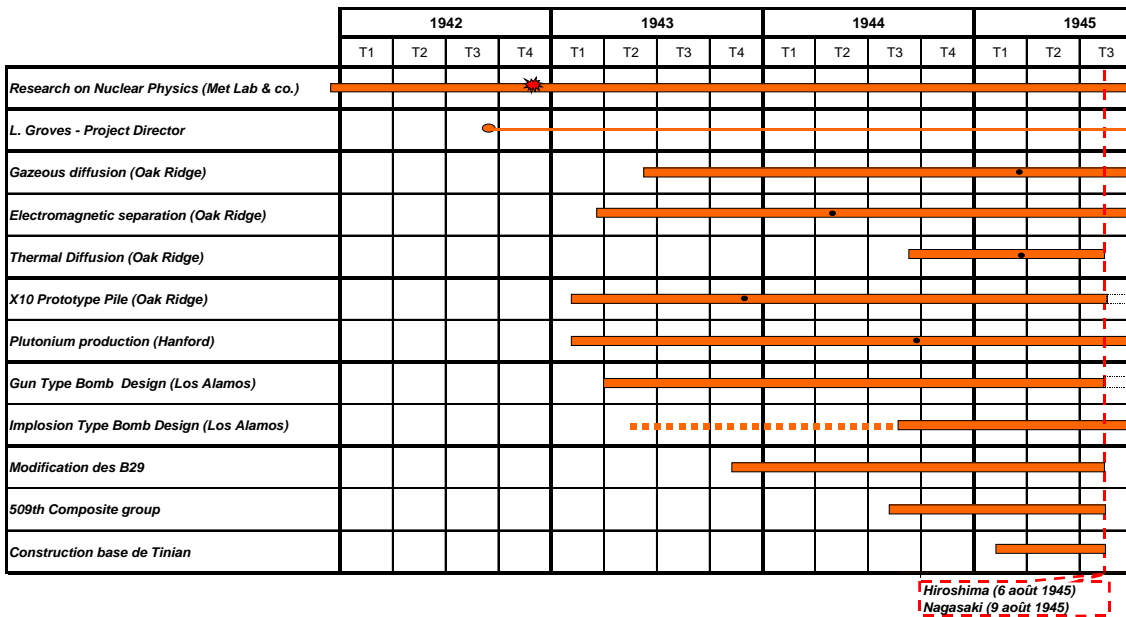 1942 1943 1944 1945
T1 T2 T3 T4 T1 T2 T3 T4 T1 T2 T3 T4 T1 T2 T3
Research on Nuclear Physics (Met Lab & co.)
L. Groves - Project Director
Gazeous diffusion (Oak Ridge)
Electromagnetic separation (Oak Ridge)
Thermal Diffusion (Oak Ridge)
X10 Prototype Pile (Oak Ridge)
Plutonium production (Hanford)
Gun Type Bomb Design (Los Alamos)
Implosion Type Bomb Design (Los Alamos)
Modification des B29
509th Composite group
Construction base de Tinian
Hiroshima (6 août 1945)
Nagasaki (9 août 1945)